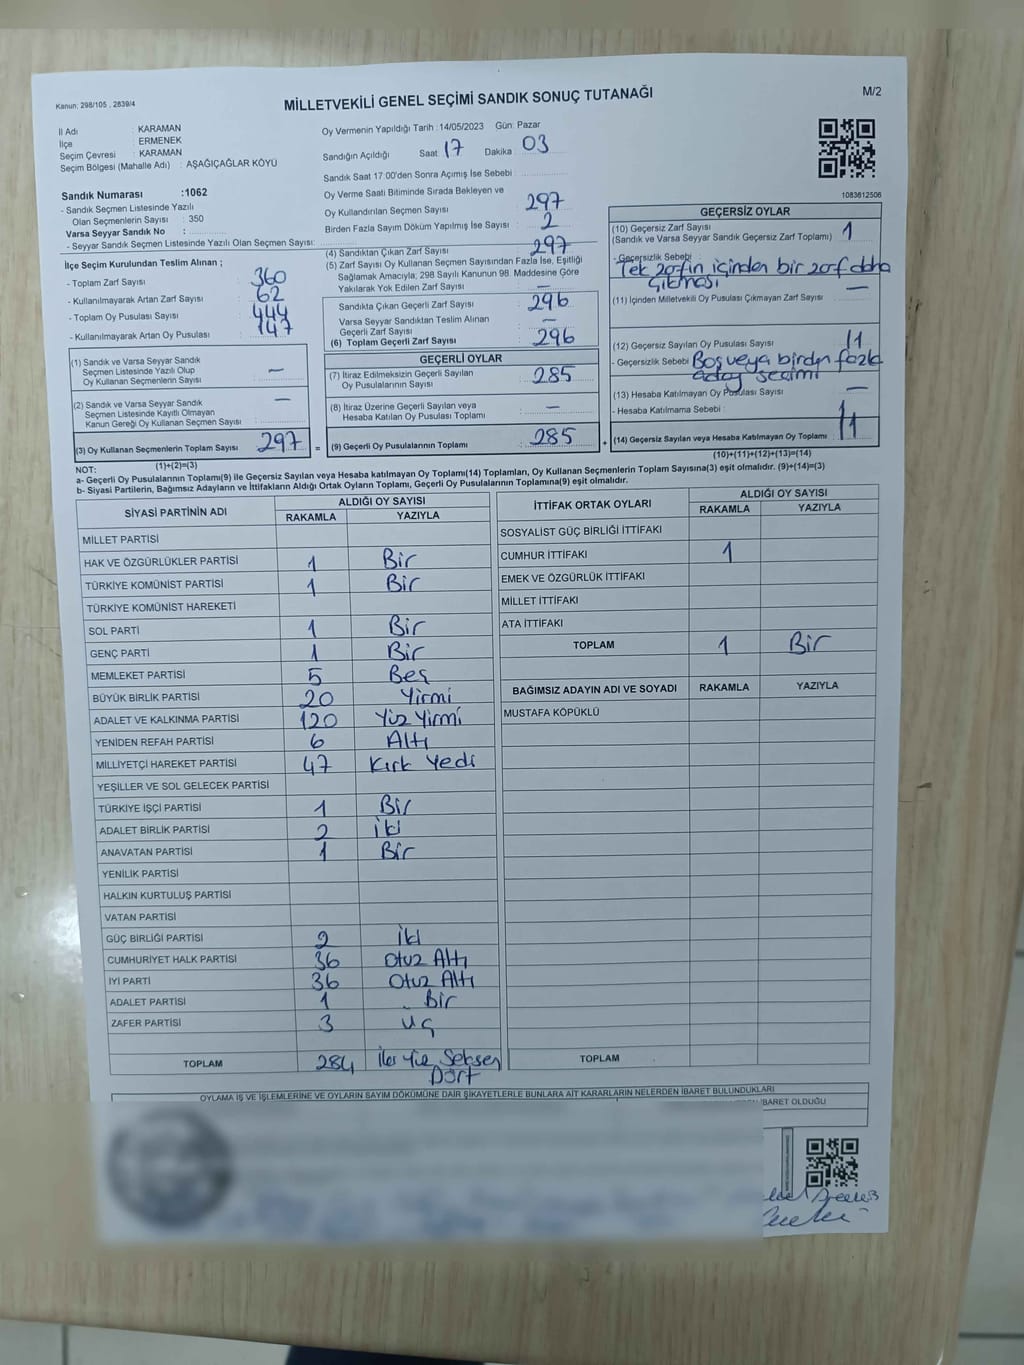 Kanun: 298/105 , 2839/4
MİLLETVEKİLİ GENEL SEÇİMİ SANDIK SONUÇ TUTANAĞI
M/2
İl Adı : KARAMAN
İlçe : ERMENEK
Seçim Çevresi : KARAMAN
Seçim Bölgesi (Mahalle Adı) : AŞAĞIÇAĞLAR KÖYÜ
Sandık Numarası :1062
- Sandık Seçmen Listesinde Yazılı
Olan Seçmenlerin Sayısı : 350
Varsa Seyyar Sandık No :
- Seyyar Sandık Seçmen Listesinde Yazılı Olan Seçmen Sayısı:
İlçe Seçim Kurulundan Teslim Alınan ;
- Toplam Zarf Sayısı : 360
- Kullanılmayarak Artan Zarf Sayısı : 62
- Toplam Oy Pusulası Sayısı : 444
- Kullanılmayarak Artan Oy Pusulası : 147
(1) Sandık ve Varsa Seyyar Sandık
Seçmen Listesinde Yazılı Olup
Oy Kullanan Seçmenlerin Sayısı : —
(2) Sandık ve Varsa Seyyar Sandık
Seçmen Listesinde Kayıtlı Olmayan
Kanun Gereği Oy Kullanan Seçmen Sayısı : —
(3) Oy Kullanan Seçmenlerin Toplam Sayısı : 297 =
(1)+(2)=(3)
Oy Vermenin Yapıldığı Tarih :14/05/2023 Gün: Pazar
Sandığın Açıldığı Saat : 17 Dakika : 03
Sandık Saat 17:00'den Sonra Açımış İse Sebebi :
Oy Verme Saati Bitiminde Sırada Bekleyen ve
Oy Kullandırılan Seçmen Sayısı : 297
Birden Fazla Sayım Döküm Yapılmış İse Sayısı : 2
(4) Sandıktan Çıkan Zarf Sayısı : 297
(5) Zarf Sayısı Oy Kullanan Seçmen Sayısından Fazla İse, Eşitliği
Sağlamak Amacıyla; 298 Sayılı Kanunun 98. Maddesine Göre
Yakılarak Yok Edilen Zarf Sayısı : —
Sandıkta Çıkan Geçerli Zarf Sayısı : 296
Varsa Seyyar Sandıktan Teslim Alınan
Geçerli Zarf Sayısı : —
(6) Toplam Geçerli Zarf Sayısı : 296
GEÇERLİ OYLAR
(7) İtiraz Edilmeksizin Geçerli Sayılan
Oy Pusulalarının Sayısı : 285
(8) İtiraz Üzerine Geçerli Sayılan veya
Hesaba Katılan Oy Pusulası Toplamı : —
(9) Geçerli Oy Pusulalarının Toplamı : 285 +
1083612506
GEÇERSİZ OYLAR
(10) Geçersiz Zarf Sayısı : 1
(Sandık ve Varsa Seyyar Sandık Geçersiz Zarf Toplamı)
- Geçersizlik Sebebi :
Tek zarfın içinden bir zarf daha
çıkması
(11) İçinden Milletvekili Oy Pusulası Çıkmayan Zarf Sayısı : —
(12) Geçersiz Sayılan Oy Pusulası Sayısı : 11
- Geçersizlik Sebebi : Boş veya birden fazla
aday seçimi
(13) Hesaba Katılmayan Oy Pusulası Sayısı : —
- Hesaba Katılmama Sebebi : 1
(14) Geçersiz Sayılan veya Hesaba Katılmayan Oy Toplamı : 11
(10)+(11)+(12)+(13)=(14)
NOT:
a- Geçerli Oy Pusulalarının Toplamı(9) ile Geçersiz Sayılan veya Hesaba katılmayan Oy Toplamı(14) Toplamları, Oy Kullanan Seçmenlerin Toplam Sayısına(3) eşit olmalıdır. (9)+(14)=(3)
b- Siyasi Partilerin, Bağımsız Adayların ve İttifakların Aldığı Ortak Oyların Toplamı, Geçerli Oy Pusulalarının Toplamına(9) eşit olmalıdır.
SİYASİ PARTİNİN ADI ALDIĞI OY SAYISI
RAKAMLA YAZIYLA
MİLLET PARTİSİ
HAK VE ÖZGÜRLÜKLER PARTİSİ 1 Bir
TÜRKİYE KOMÜNİST PARTİSİ 1 Bir
TÜRKİYE KOMÜNİST HAREKETİ
SOL PARTİ 1 Bir
GENÇ PARTİ 1 Bir
MEMLEKET PARTİSİ 5 Beş
BÜYÜK BİRLİK PARTİSİ 20 Yirmi
ADALET VE KALKINMA PARTİSİ 120 Yüz Yirmi
YENİDEN REFAH PARTİSİ 6 Altı
MİLLİYETÇİ HAREKET PARTİSİ 47 Kırk Yedi
YEŞİLLER VE SOL GELECEK PARTİSİ
TÜRKİYE İŞÇİ PARTİSİ 1 Bir
ADALET BİRLİK PARTİSİ 2 İki
ANAVATAN PARTİSİ 1 Bir
YENİLİK PARTİSİ
HALKIN KURTULUŞ PARTİSİ
VATAN PARTİSİ
GÜÇ BİRLİĞİ PARTİSİ 2 İki
CUMHURİYET HALK PARTİSİ 36 Otuz Altı
İYİ PARTİ 36 Otuz Altı
ADALET PARTİSİ 1 Bir
ZAFER PARTİSİ 3 Üç
TOPLAM 284 İki Yüz Seksen
Dört
İTTİFAK ORTAK OYLARI ALDIĞI OY SAYISI
RAKAMLA YAZIYLA
SOSYALİST GÜÇ BİRLİĞİ İTTİFAKI
CUMHUR İTTİFAKI 1
EMEK VE ÖZGÜRLÜK İTTİFAKI
MİLLET İTTİFAKI
ATA İTTİFAKI
TOPLAM 1 Bir
BAĞIMSIZ ADAYIN ADI VE SOYADI RAKAMLA YAZIYLA
MUSTAFA KÖPÜKLÜ
TOPLAM
OYLAMA İŞ VE İŞLEMLERİNE VE OYLARIN SAYIM DÖKÜMÜNE DAİR ŞİKAYETLERLE BUNLARA AİT KARARLARIN NELERDEN İBARET BULUNDUKLARI
İBARET OLDUĞU